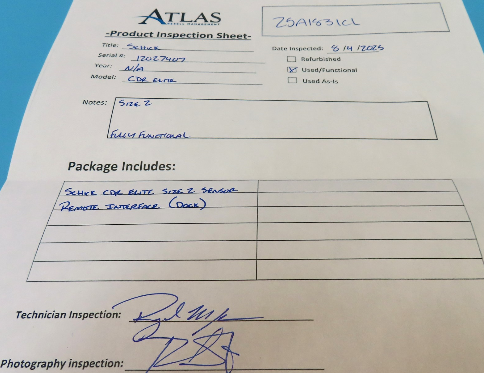 ATLAS
25A1831CL
-Product Inspection Sheet-
Title: SCHICK
Date Inspected: 8/4/2025
Serial #: 12027407
Refurbished
Year: N/A
Used/Functional
Model: CDR ELITE
Used As-Is
Notes: SIZE 2
FULLY FUNCTIONAL
Package Includes:
SCHICK CDR ELITE SIZE 2 SENSOR
REMOTE INTERFACE (DOCK)
Technician Inspection:
Photography inspection: